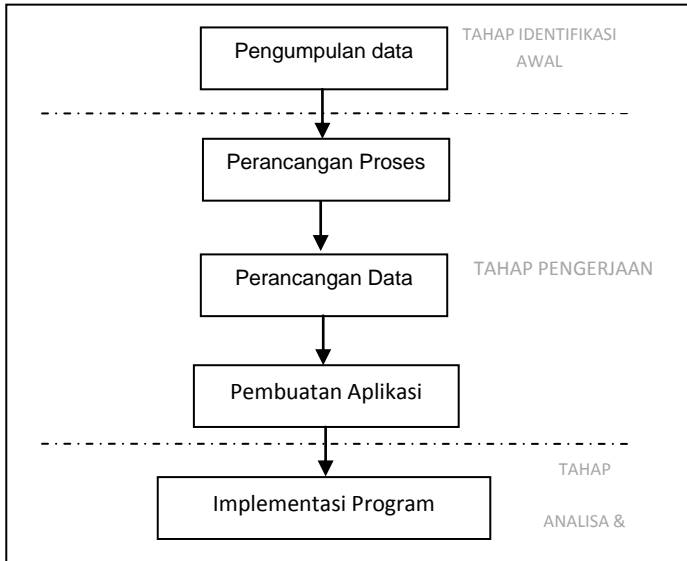 Pengumpulan data
TAHAP IDENTIFIKASI
AWAL
Perancangan Proses
Perancangan Data
TAHAP PENGERJAAN
Pembuatan Aplikasi
TAHAP
Implementasi Program
ANALISA &